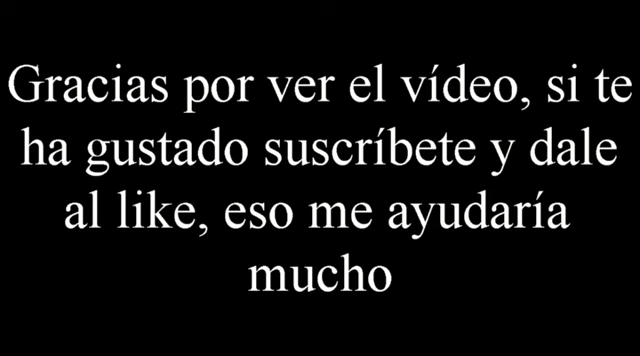 Gracias por ver el vídeo, si te
ha gustado suscríbete y dale
al like, eso me ayudaría
mucho